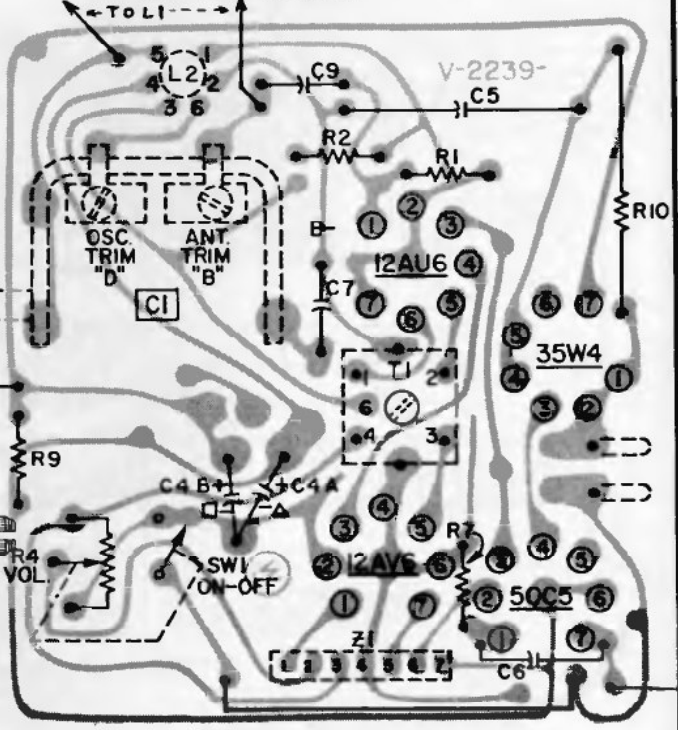 TO L1
5 1
L2
4 2
3 6
C9
V-2239-
C5
R2
R1
R10
OSC.
TRIM
"D"
ANT.
TRIM
"B"
B-
1 2 3
12AU6 4
7 6 5
C7
C1
6 7
5
35W4
4 1
3 2
T1
1 2
6
4 3
R9
C4 B+ + C4A
□- -△
R4
VOL.
SW1
ON-OFF
3 4 5
2 12AV6 6
1 7
R7
3 4 5
2 50C5 6
1 7
Z1
1 2 3 4 5 6 7
C6